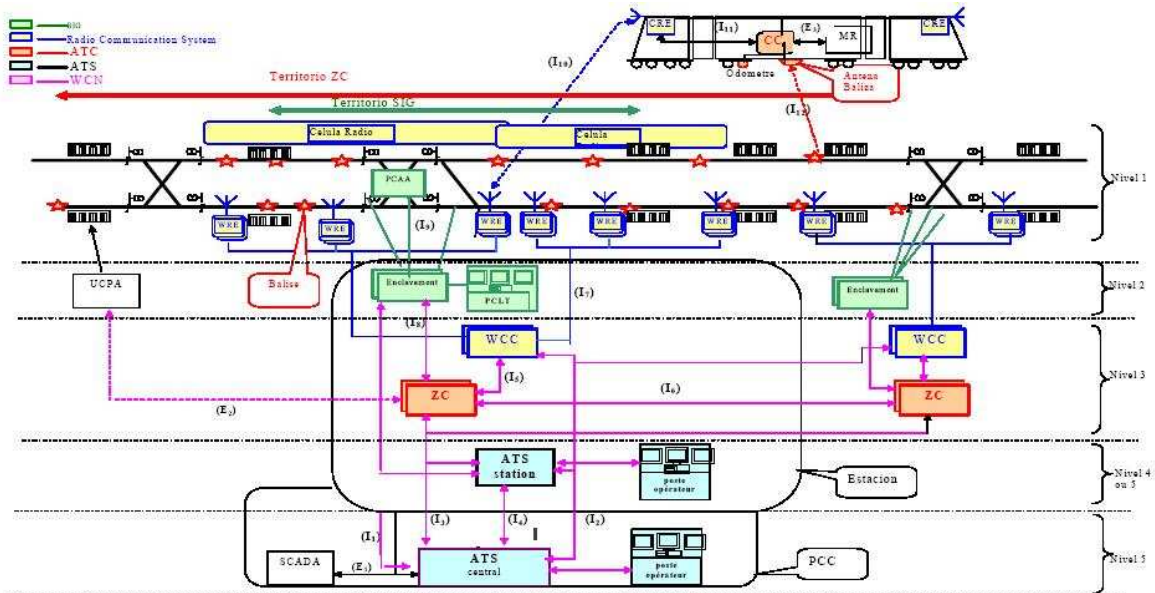 Radio Communication System
ATC
ATS
WCN
CRE
(I₁₁)
CC
(E₃)
MR
CRE
Odometre
Antena
Baliza
(I₁₀)
(I₁₂)
Territorio ZC
Territorio SIG
Celula Radio
Celula
PCAA
Nivel 1
WRE
WRE
WRE
WRE
WRE
WRE
WRE
WRE
(I₉)
UCPA
Balise
Enclavement
PCLT
(I₇)
Enclavement
Nivel 2
(I₈)
WCC
WCC
(I₅)
ZC
(I₆)
ZC
Nivel 3
(E₂)
ATS
station
poste
opérateur
Estacion
Nivel 4
ou 5
(I₁)
(I₃)
(I₄)
(I₂)
SCADA
ATS
central
poste
opérateur
PCC
Nivel 5